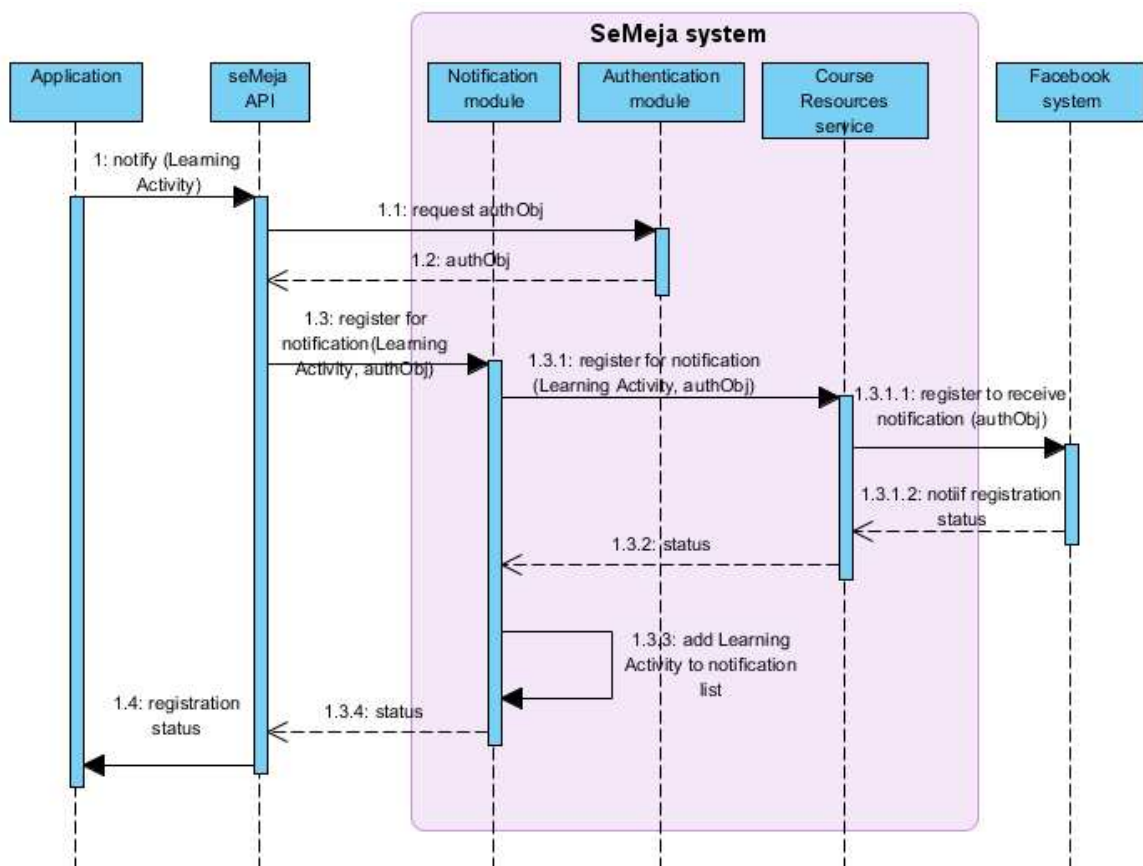 SeMeja system
Application
seMeja
API
Notification
module
Authentication
module
Course
Resources
service
Facebook
system
1: notify (Learning
Activity)
1.1: request authObj
1.2: authObj
1.3: register for
notification(Learning
Activity, authObj)
1.3.1: register for notification
(Learning Activity, authObj)
1.3.1.1: register to receive
notification (authObj)
1.3.1.2: notiif registration
status
1.3.2: status
1.3.3: add Learning
Activity to notification
list
1.3.4: status
1.4: registration
status